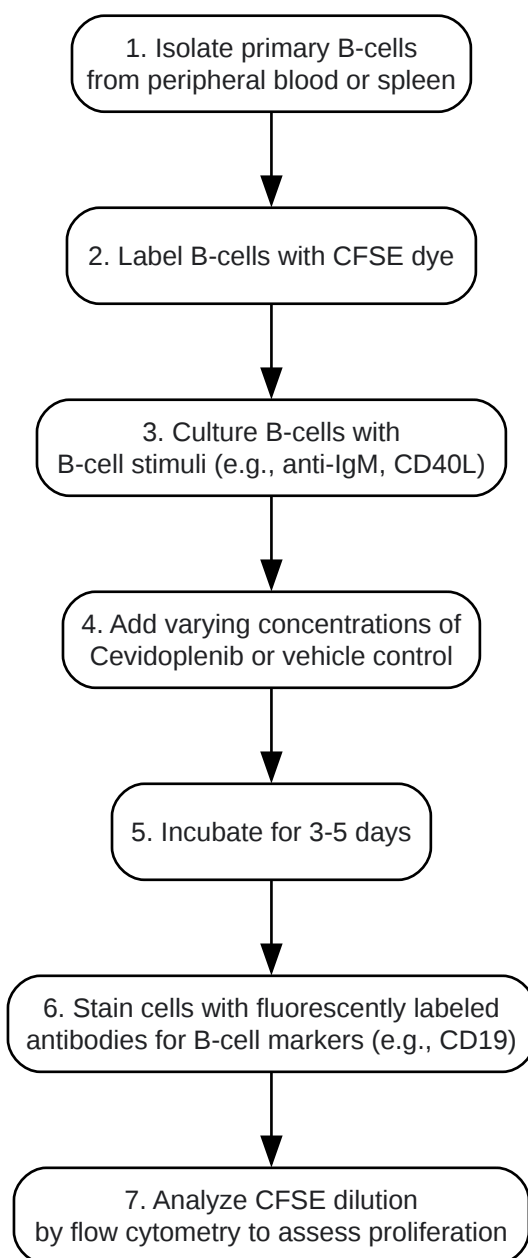 1. Isolate primary B-cells
from peripheral blood or spleen
2. Label B-cells with CFSE dye
3. Culture B-cells with
B-cell stimuli (e.g., anti-IgM, CD40L)
4. Add varying concentrations of
Cevidoplenib or vehicle control
5. Incubate for 3-5 days
6. Stain cells with fluorescently labeled
antibodies for B-cell markers (e.g., CD19)
7. Analyze CFSE dilution
by flow cytometry to assess proliferation